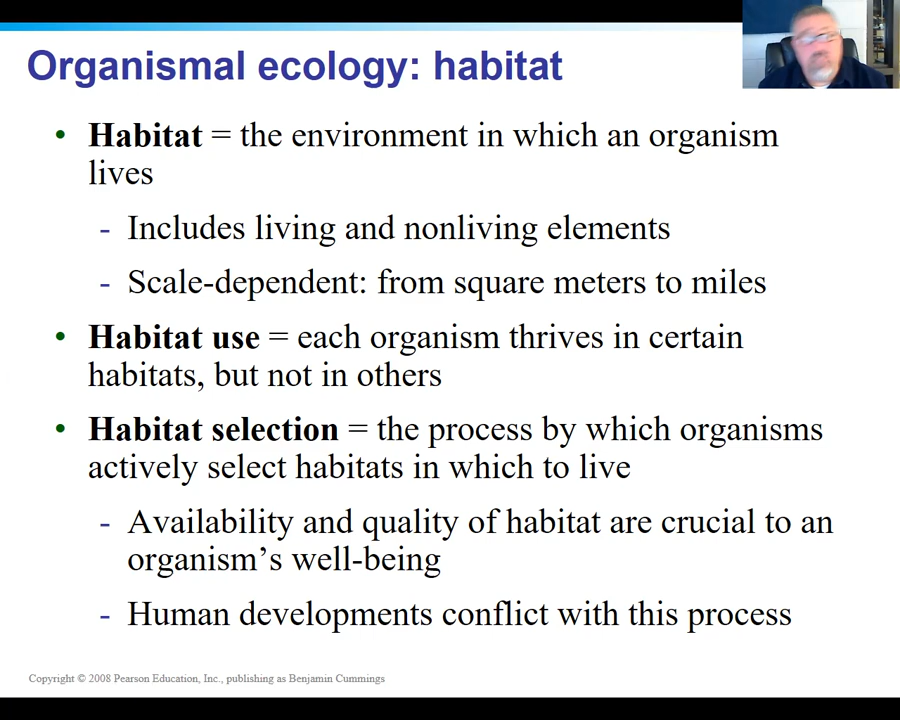 Organismal ecology: habitat
• Habitat = the environment in which an organism
lives
- Includes living and nonliving elements
- Scale-dependent: from square meters to miles
• Habitat use = each organism thrives in certain
habitats, but not in others
• Habitat selection = the process by which organisms
actively select habitats in which to live
- Availability and quality of habitat are crucial to an
organism’s well-being
- Human developments conflict with this process
Copyright © 2008 Pearson Education, Inc., publishing as Benjamin Cummings